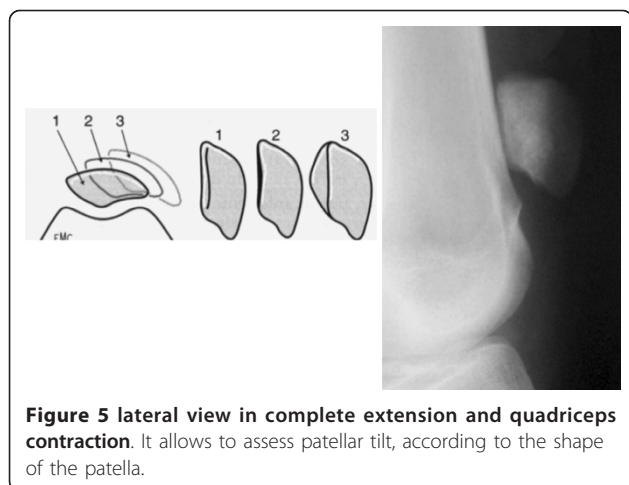 1 2 3
1 2 3
FMC
Figure 5 lateral view in complete extension and quadriceps
contraction. It allows to assess patellar tilt, according to the shape
of the patella.